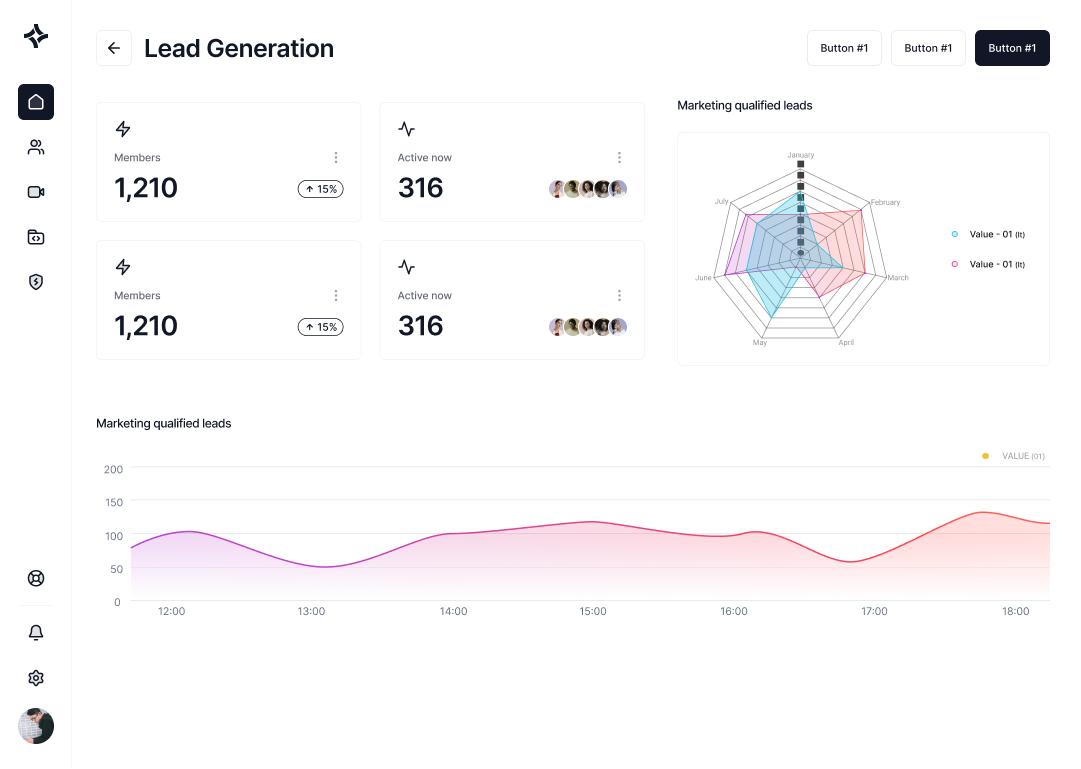 Lead Generation
Button #1
Button #1
Button #1
Members
1,210
15%
Active now
316
Members
1,210
15%
Active now
316
Marketing qualified leads
January
February
March
April
May
June
July
Value - 01 (lt)
Value - 01 (lt)
Marketing qualified leads
VALUE (01)
200
150
100
50
0
12:00
13:00
14:00
15:00
16:00
17:00
18:00